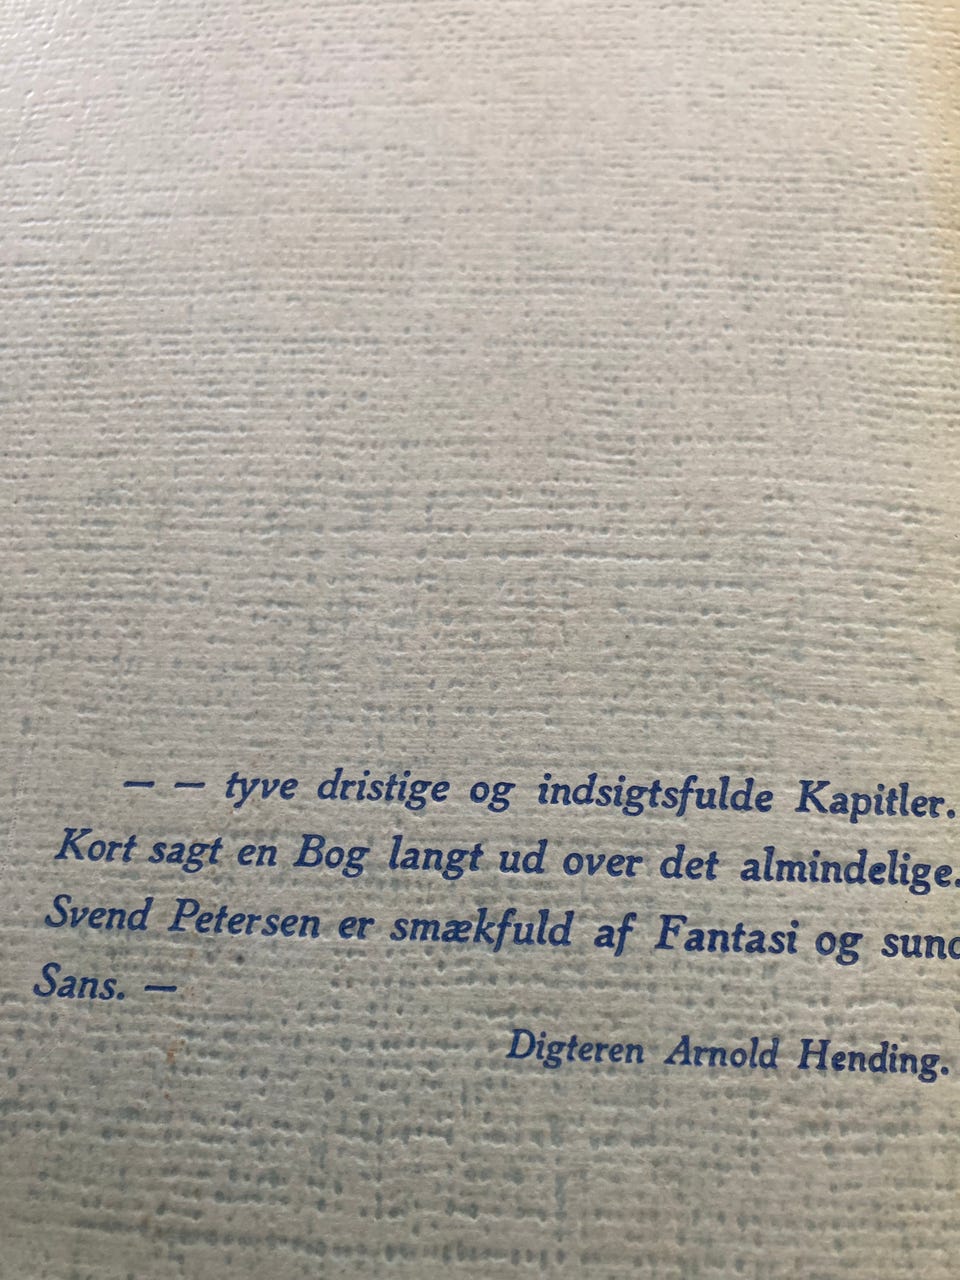 — — tyve dristige og indsigtsfulde Kapitler.
Kort sagt en Bog langt ud over det almindelige.
Svend Petersen er smækfuld af Fantasi og
Sans. —
Digteren Arnold Hending.